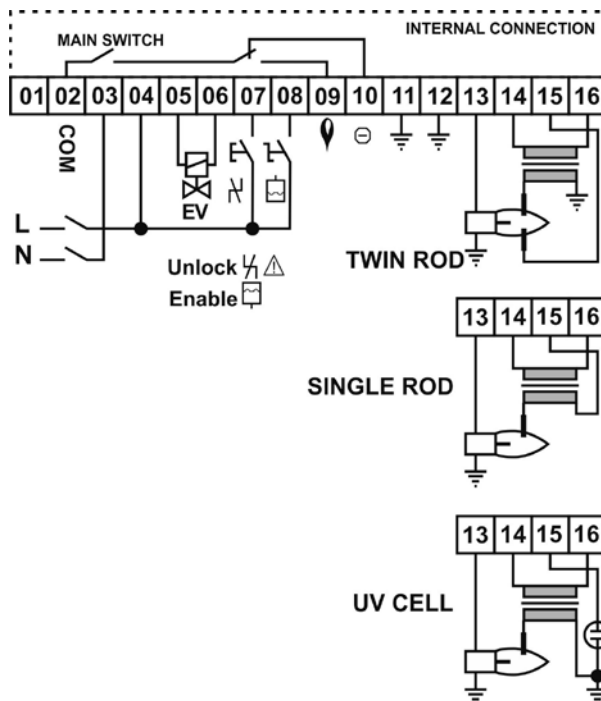 INTERNAL CONNECTION
MAIN SWITCH
01 02 03 04 05 06 07 08 09 10 11 12 13 14 15 16
COM
EV
L
N
Unlock
Enable
TWIN ROD
13 14 15 16
SINGLE ROD
13 14 15 16
UV CELL